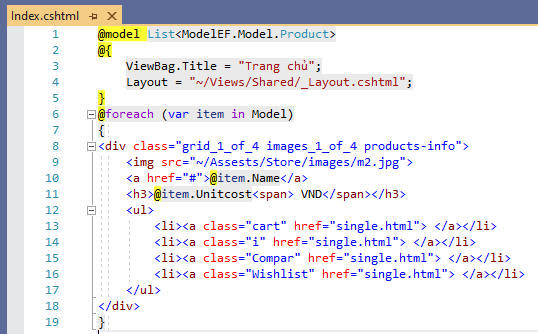 Index.cshtml
1 @model List<ModelEF.Model.Product>
2 @{
3 ViewBag.Title = "Trang chủ";
4 Layout = "~/Views/Shared/_Layout.cshtml";
5 }
6 @foreach (var item in Model)
7 {
8 <div class="grid_1_of_4 images_1_of_4 products-info">
9 <img src="~/Assests/Store/images/m2.jpg">
10 <a href="#">@item.Name</a>
11 <h3>@item.Unitcost<span> VND</span></h3>
12 <ul>
13 <li><a class="cart" href="single.html"> </a></li>
14 <li><a class="i" href="single.html"> </a></li>
15 <li><a class="Compar" href="single.html"> </a></li>
16 <li><a class="Wishlist" href="single.html"> </a></li>
17 </ul>
18 </div>
19 }